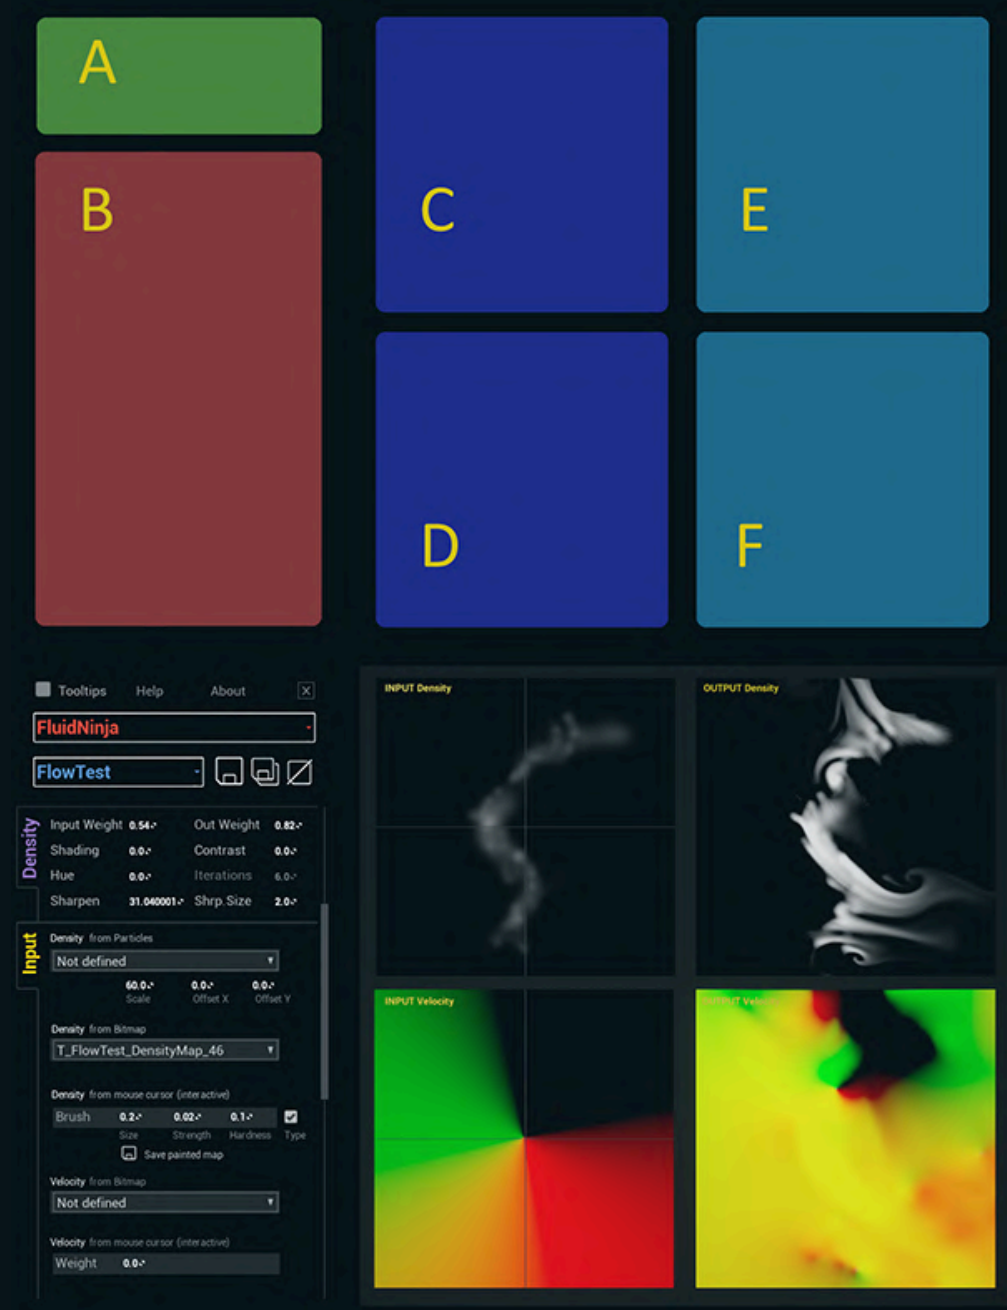 A
B
C
E
D
F
Tooltips Help About
FluidNinja
FlowTest
Density
Input Weight 0.54 Out Weight 0.82
Shading 0.0 Contrast 0.0
Hue 0.0 Iterations 6.0
Sharpen 31.040001 Shrp. Size 2.0
Input
Density from Particles
Not defined
60.0 0.0 0.0
Scale Offset X Offset Y
Density from Bitmap
T_FlowTest_DensityMap_46
Density from mouse cursor (interactive)
Brush 0.2 0.02 0.1
Size Strength Hardness Type
Save painted map
Velocity from Bitmap
Not defined
Velocity from mouse cursor (interactive)
Weight 0.0
INPUT Density
OUTPUT Density
INPUT Velocity
OUTPUT Velocity